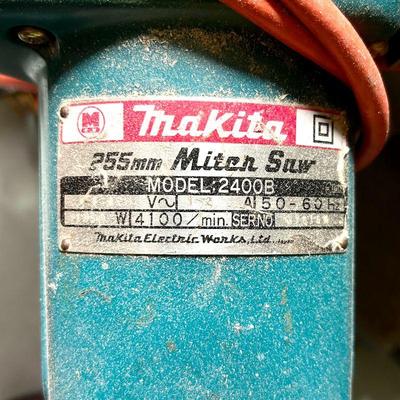 M Makita
255mm Miter Saw
MODEL 2400B
V~ A 50-60Hz
W 4100/min. SERNO
Makita Electric Works, Ltd.